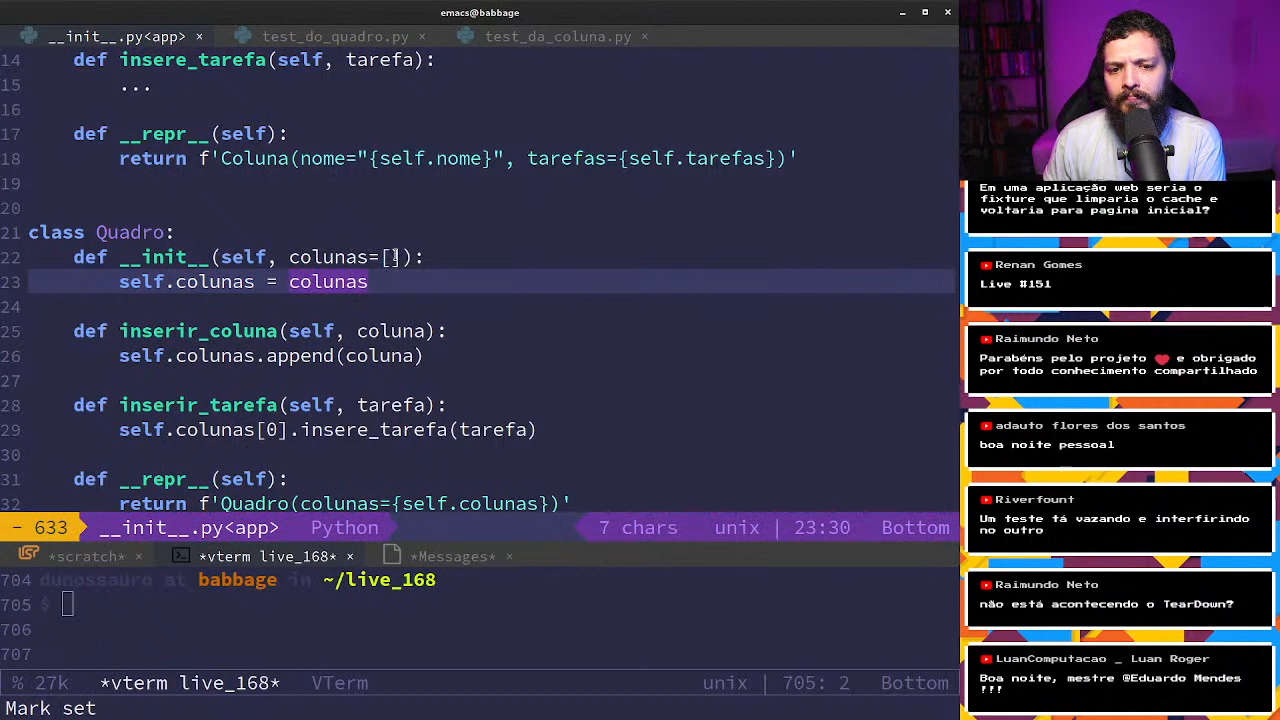 emacs@babbage
__init__.py<app> ×
test_do_quadro.py ×
test_da_coluna.py ×
14 def insere_tarefa(self, tarefa):
15 ...
16
17 def __repr__(self):
18 return f'Coluna(nome="{self.nome}", tarefas={self.tarefas})'
19
20
21 class Quadro:
22 def __init__(self, colunas=[]):
23 self.colunas = colunas
24
25 def inserir_coluna(self, coluna):
26 self.colunas.append(coluna)
27
28 def inserir_tarefa(self, tarefa):
29 self.colunas[0].insere_tarefa(tarefa)
30
31 def __repr__(self):
32 return f'Quadro(colunas={self.colunas})'
- 633 __init__.py<app> Python 7 chars unix | 23:30 Bottom
*scratch* × *vterm live_168* × *Messages* ×
704 dunossauro at babbage in ~/live_168
705 $
706
707
% 27k *vterm live_168* VTerm unix | 705: 2 Bottom
Mark set
Em uma aplicação web seria o
fixture que limparia o cache e
voltaria para pagina inicial?
Renan Gomes
Live #151
Raimundo Neto
Parabéns pelo projeto ❤ e obrigado
por todo conhecimento compartilhado
adauto flores dos santos
boa noite pessoal
Riverfount
Um teste tá vazando e interfirindo
no outro
Raimundo Neto
não está acontecendo o TearDown?
LuanComputacao _ Luan Roger
Boa noite, mestre @Eduardo Mendes
!!!